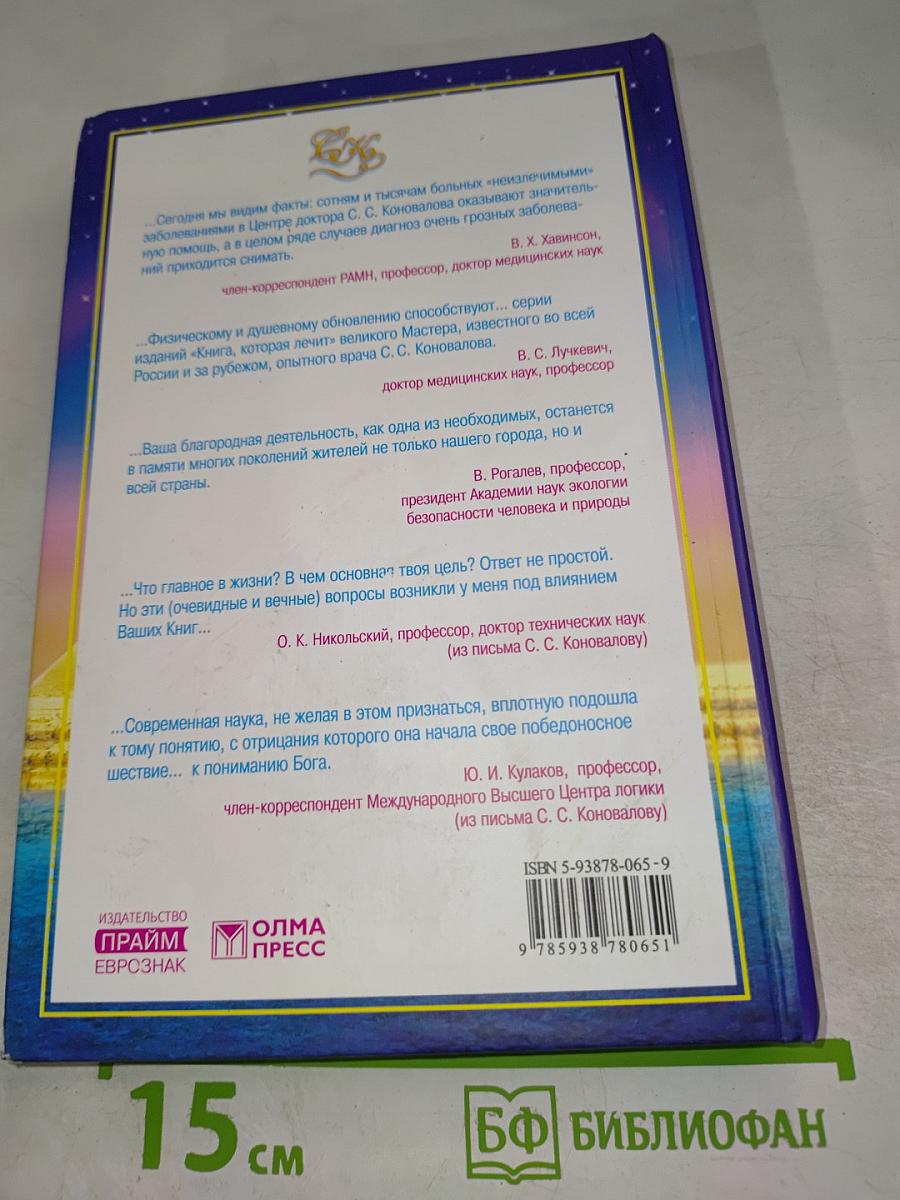 СК
...Сегодня мы видим факты: сотням и тысячам больных «неизлечимыми»
заболеваниями в Центре доктора С. С. Коновалова оказывают значитель-
ную помощь, а в целом ряде случаев диагноз очень грозных заболева-
ний приходится снимать.
В. Х. Хавинсон,
член-корреспондент РАМН, профессор, доктор медицинских наук
...Физическому и душевному обновлению способствуют... серии
изданий «Книга, которая лечит» великого Мастера, известного во всей
России и за рубежом, опытного врача С. С. Коновалова.
В. С. Лучкевич,
доктор медицинских наук, профессор
...Ваша благородная деятельность, как одна из необходимых, останется
в памяти многих поколений жителей не только нашего города, но и
всей страны.
В. Рогалев, профессор,
президент Академии наук экологии
безопасности человека и природы
...Что главное в жизни? В чем основная твоя цель? Ответ не простой.
Но эти (очевидные и вечные) вопросы возникли у меня под влиянием
Ваших Книг...
О. К. Никольский, профессор, доктор технических наук
(из письма С. С. Коновалову)
...Современная наука, не желая в этом признаться, вплотную подошла
к тому понятию, с отрицания которого она начала свое победоносное
шествие... к пониманию Бога.
Ю. И. Кулаков, профессор,
член-корреспондент Международного Высшего Центра логики
(из письма С. С. Коновалову)
ISBN 5-93878-065-9
9 785938 780651
ИЗДАТЕЛЬСТВО
ПРАЙМ
ЕВРОЗНАК
ОЛМА
ПРЕСС
15 см
БФ БИБЛИОФАН